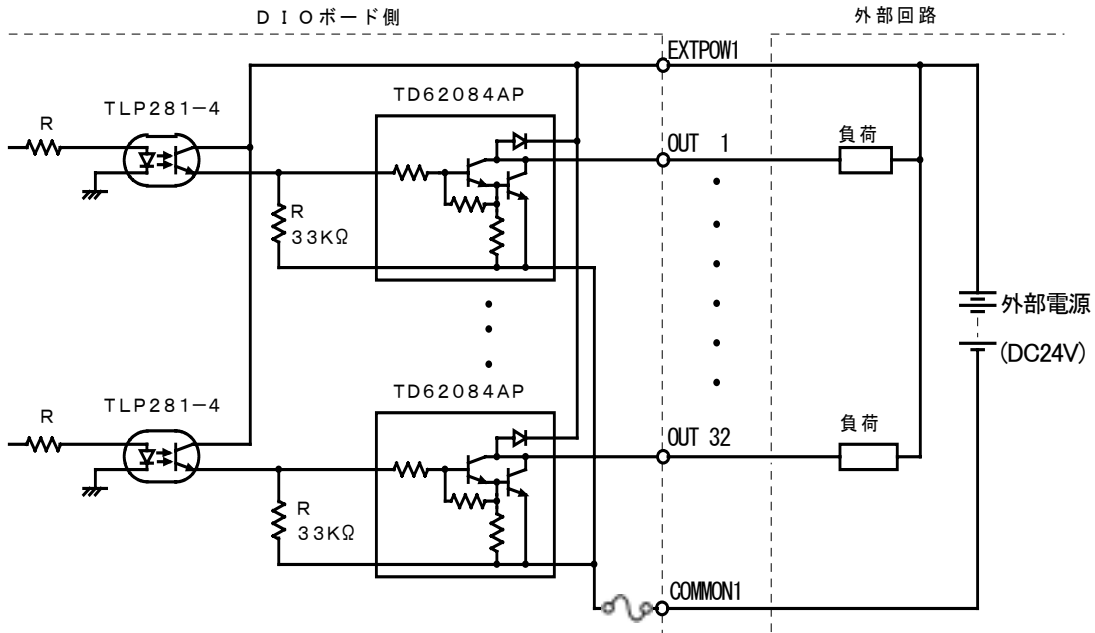 ＤＩＯボード側
外部回路
EXTPOW1
TLP281−4
TD62084AP
R
OUT 1
負荷
R
33KΩ
外部電源
(DC24V)
TD62084AP
TLP281−4
R
OUT 32
負荷
R
33KΩ
COMMON1